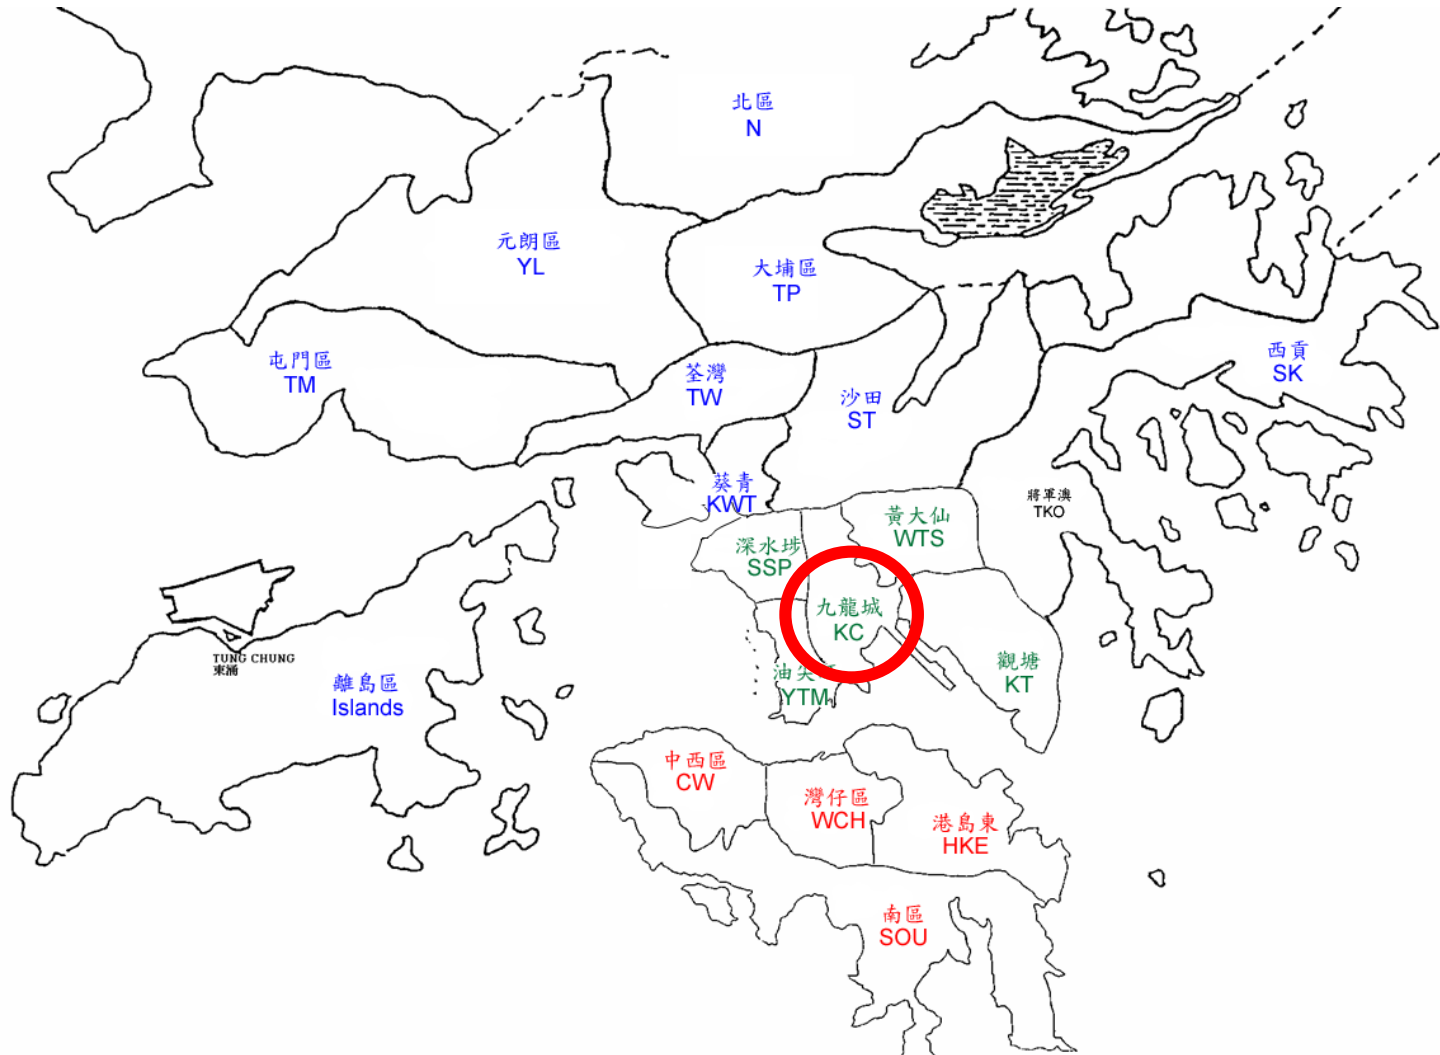 北區
N
元朗區
YL
大埔區
TP
屯門區
TM
荃灣
TW
沙田
ST
西貢
SK
葵青
KWT
將軍澳
TKO
黃大仙
WTS
深水埗
SSP
九龍城
KC
觀塘
KT
油尖
YTM
TUNG CHUNG
東涌
離島區
Islands
中西區
CW
灣仔區
WCH
港島東
HKE
南區
SOU